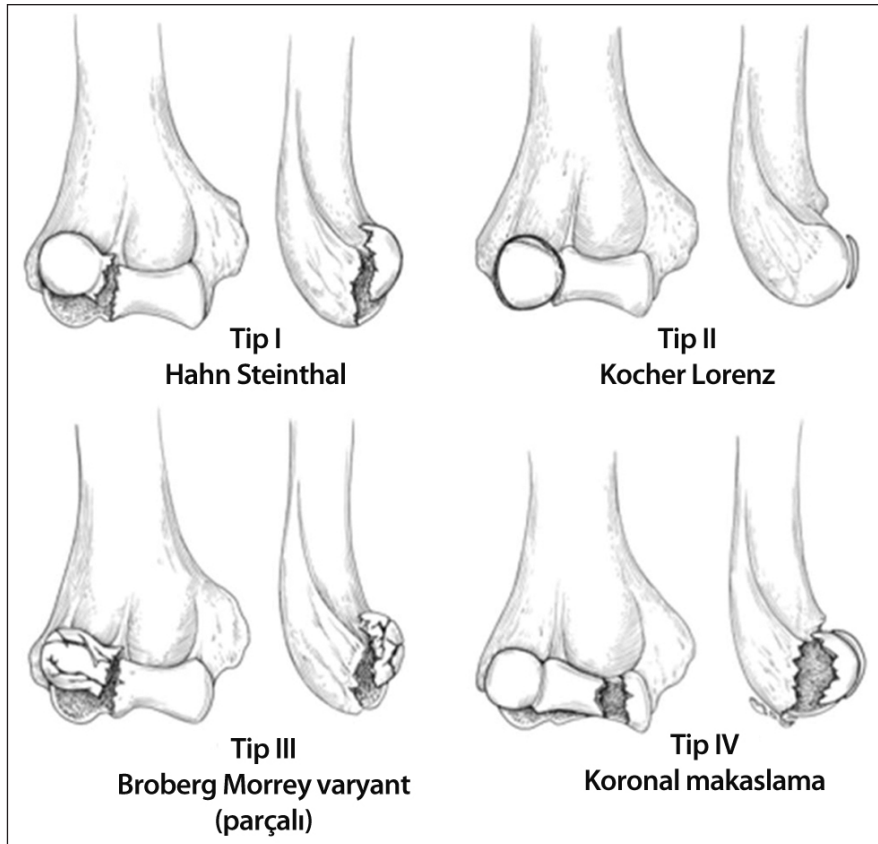 Tip I
Hahn Steinthal
Tip II
Kocher Lorenz
Tip III
Broberg Morrey varyant
(parçalı)
Tip IV
Koronal makaslama